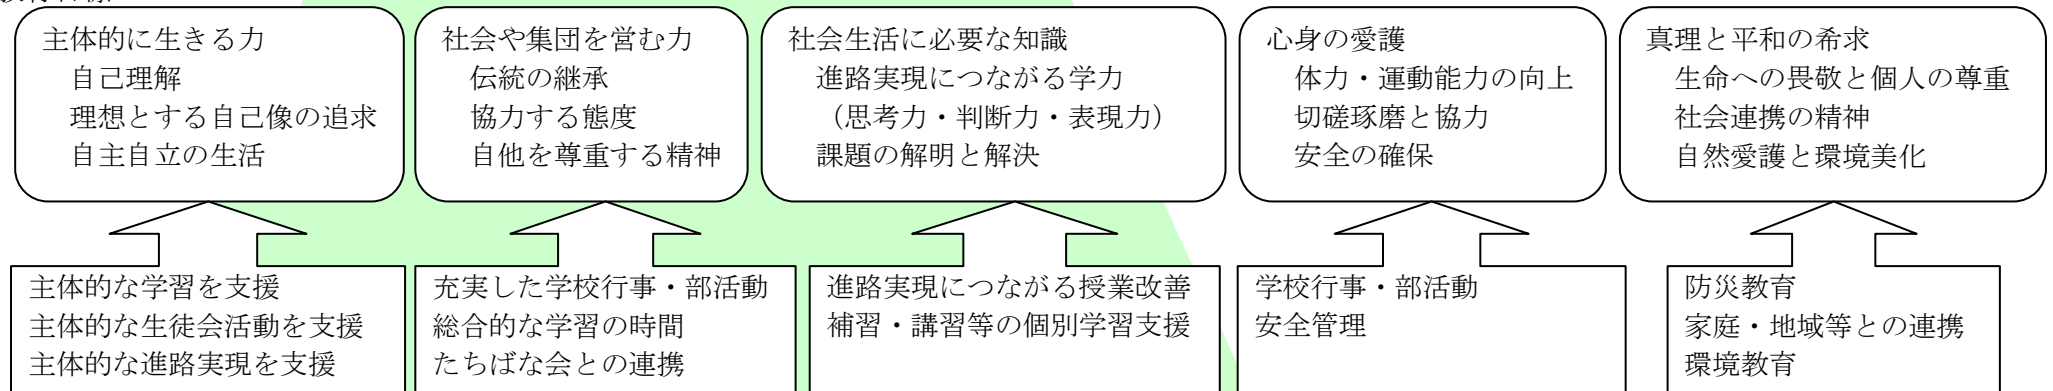 主体的に生きる力
自己理解
理想とする自己像の追求
自主自立の生活
社会や集団を営む力
伝統の継承
協力する態度
自他を尊重する精神
社会生活に必要な知識
進路実現につながる学力
（思考力・判断力・表現力）
課題の解明と解決
心身の愛護
体力・運動能力の向上
切磋琢磨と協力
安全の確保
真理と平和の希求
生命への畏敬と個人の尊重
社会連携の精神
自然愛護と環境美化
主体的な学習を支援
主体的な生徒会活動を支援
主体的な進路実現を支援
充実した学校行事・部活動
総合的な学習の時間
たちばな会との連携
進路実現につながる授業改善
補習・講習等の個別学習支援
学校行事・部活動
安全管理
防災教育
家庭・地域等との連携
環境教育